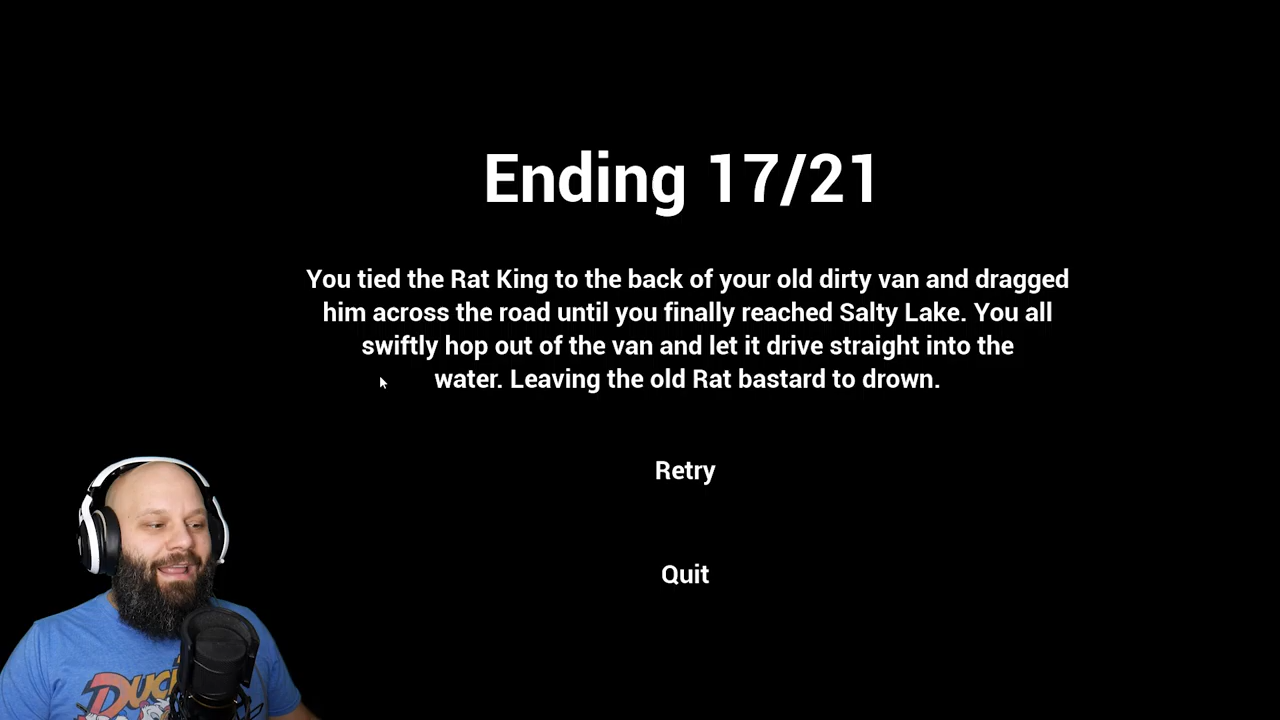 Ending 17/21
You tied the Rat King to the back of your old dirty van and dragged
him across the road until you finally reached Salty Lake. You all
swiftly hop out of the van and let it drive straight into the
water. Leaving the old Rat bastard to drown.
Retry
Quit